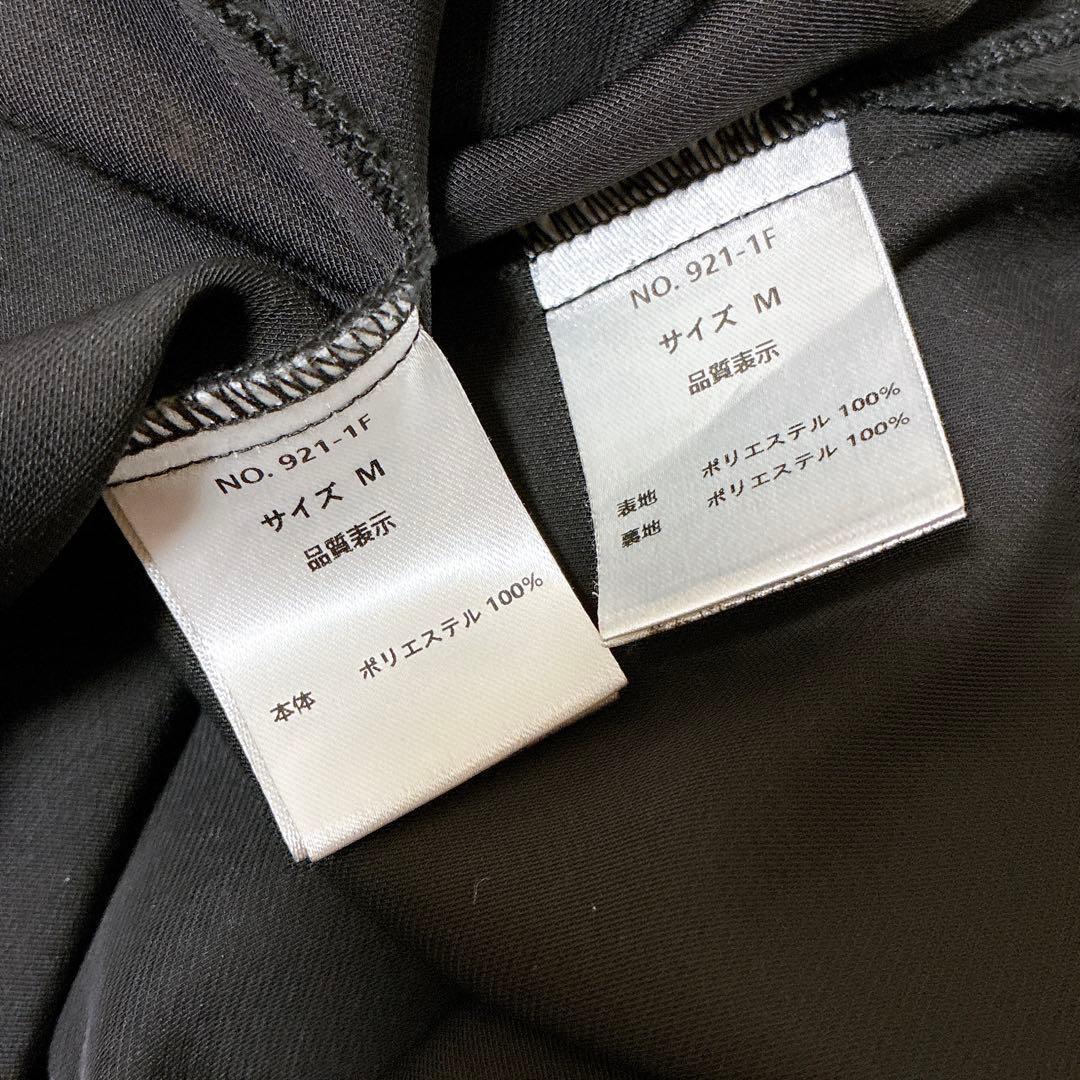 NO. 921-1F
サイズ M
品質表示
本体 ポリエステル 100%
NO. 921-1F
サイズ M
品質表示
表地 ポリエステル 100%
裏地 ポリエステル 100%